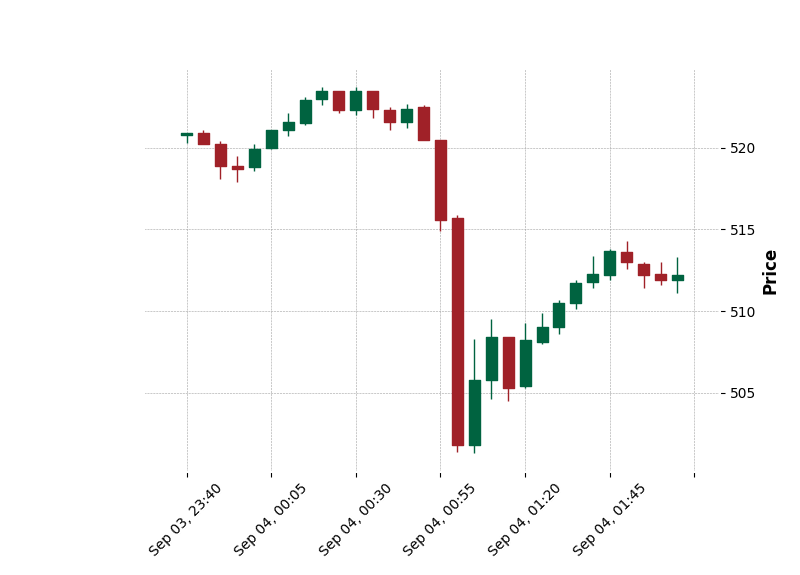 520
515
510
505
Price
Sep 03, 23:40
Sep 04, 00:05
Sep 04, 00:30
Sep 04, 00:55
Sep 04, 01:20
Sep 04, 01:45